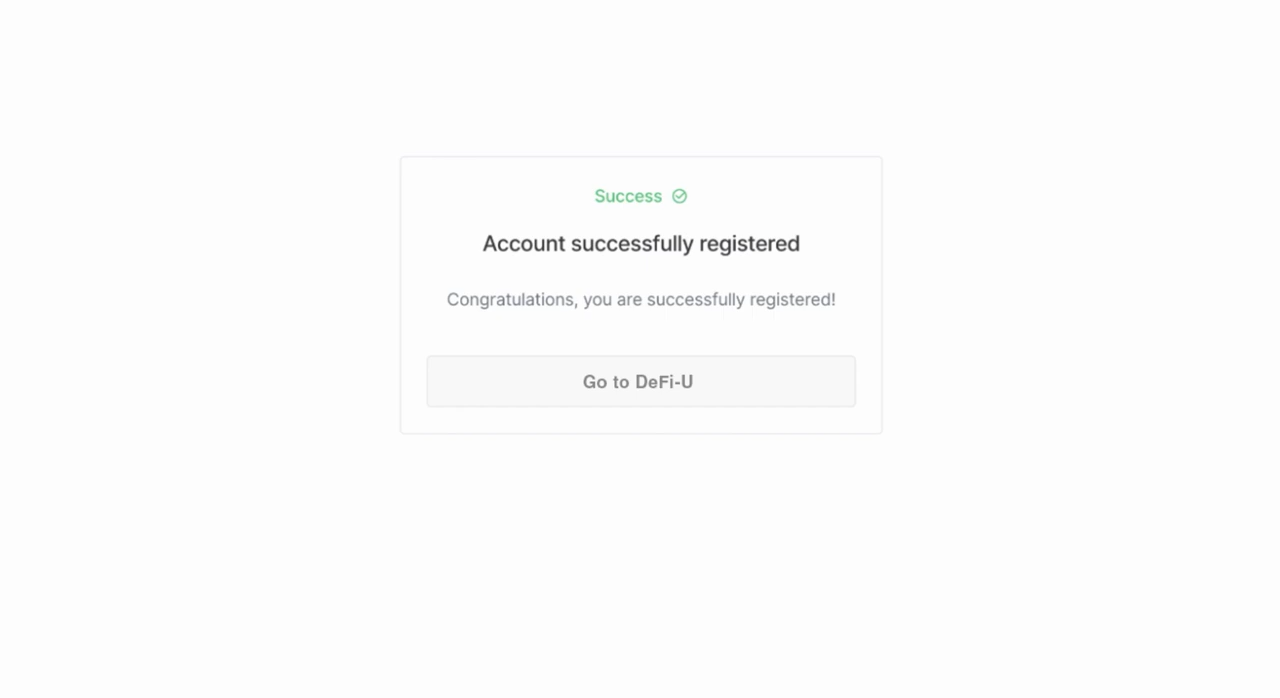 Success
Account successfully registered
Congratulations, you are successfully registered!
Go to DeFi-U